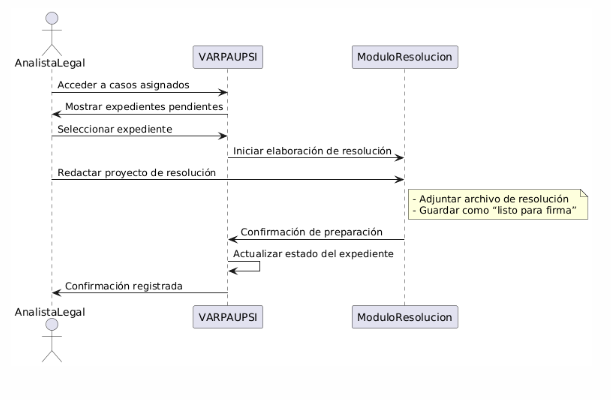 AnalistaLegal
VARPAUPSI
ModuloResolucion
Acceder a casos asignados
Mostrar expedientes pendientes
Seleccionar expediente
Iniciar elaboración de resolución
Redactar proyecto de resolución
- Adjuntar archivo de resolución
- Guardar como “listo para firma”
Confirmación de preparación
Actualizar estado del expediente
Confirmación registrada
AnalistaLegal
VARPAUPSI
ModuloResolucion